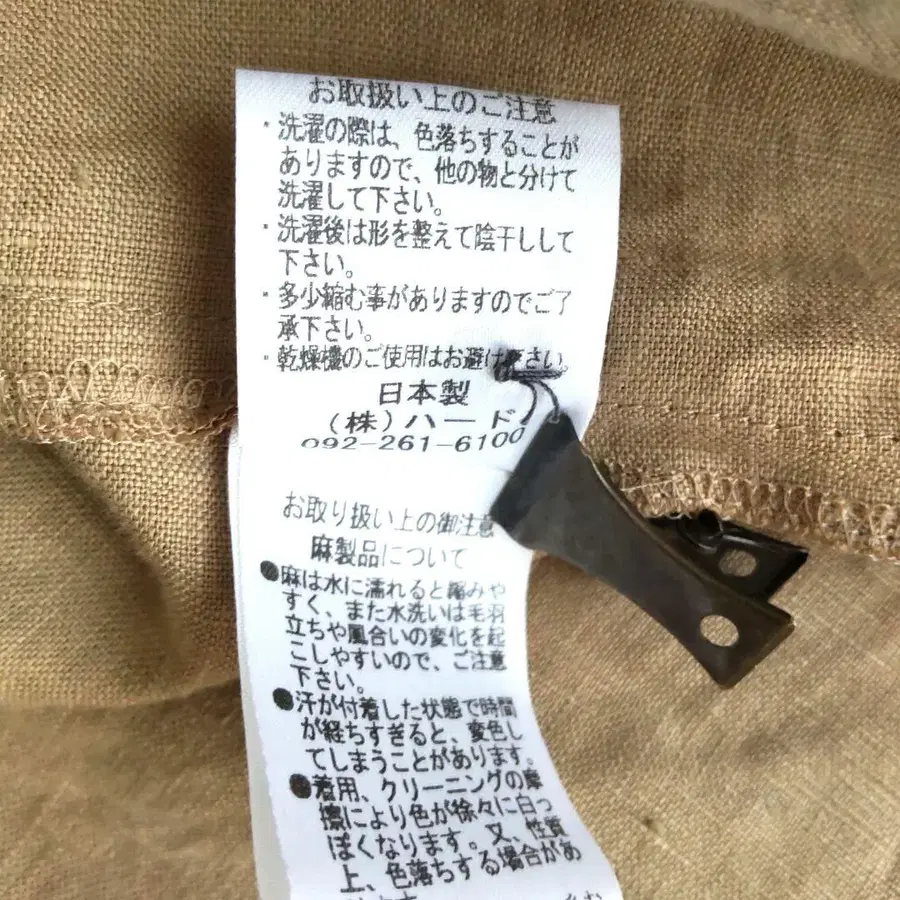 お取扱い上のご注意
・洗濯の際は、色落ちすることが
ありますので、他の物と分けて
洗濯して下さい。
・洗濯後は形を整えて陰干しして
下さい。
・多少縮む事がありますのでご了
承下さい。
・乾燥機のご使用はお避け下さい。
日本製
（株）ハード
092-261-6100
お取り扱い上の御注意
麻製品について
●麻は水に濡れると縮みや
すく、また水洗いは毛羽
立ちや風合いの変化を起
こしやすいので、ご注意
下さい。
●汗が付着した状態で時間
が経ちすぎると、変色し
てしまうことがあります。
●着用、クリーニングの摩
擦により色が徐々に白っ
ぽくなります。又、性質
上、色落ちする場合があ